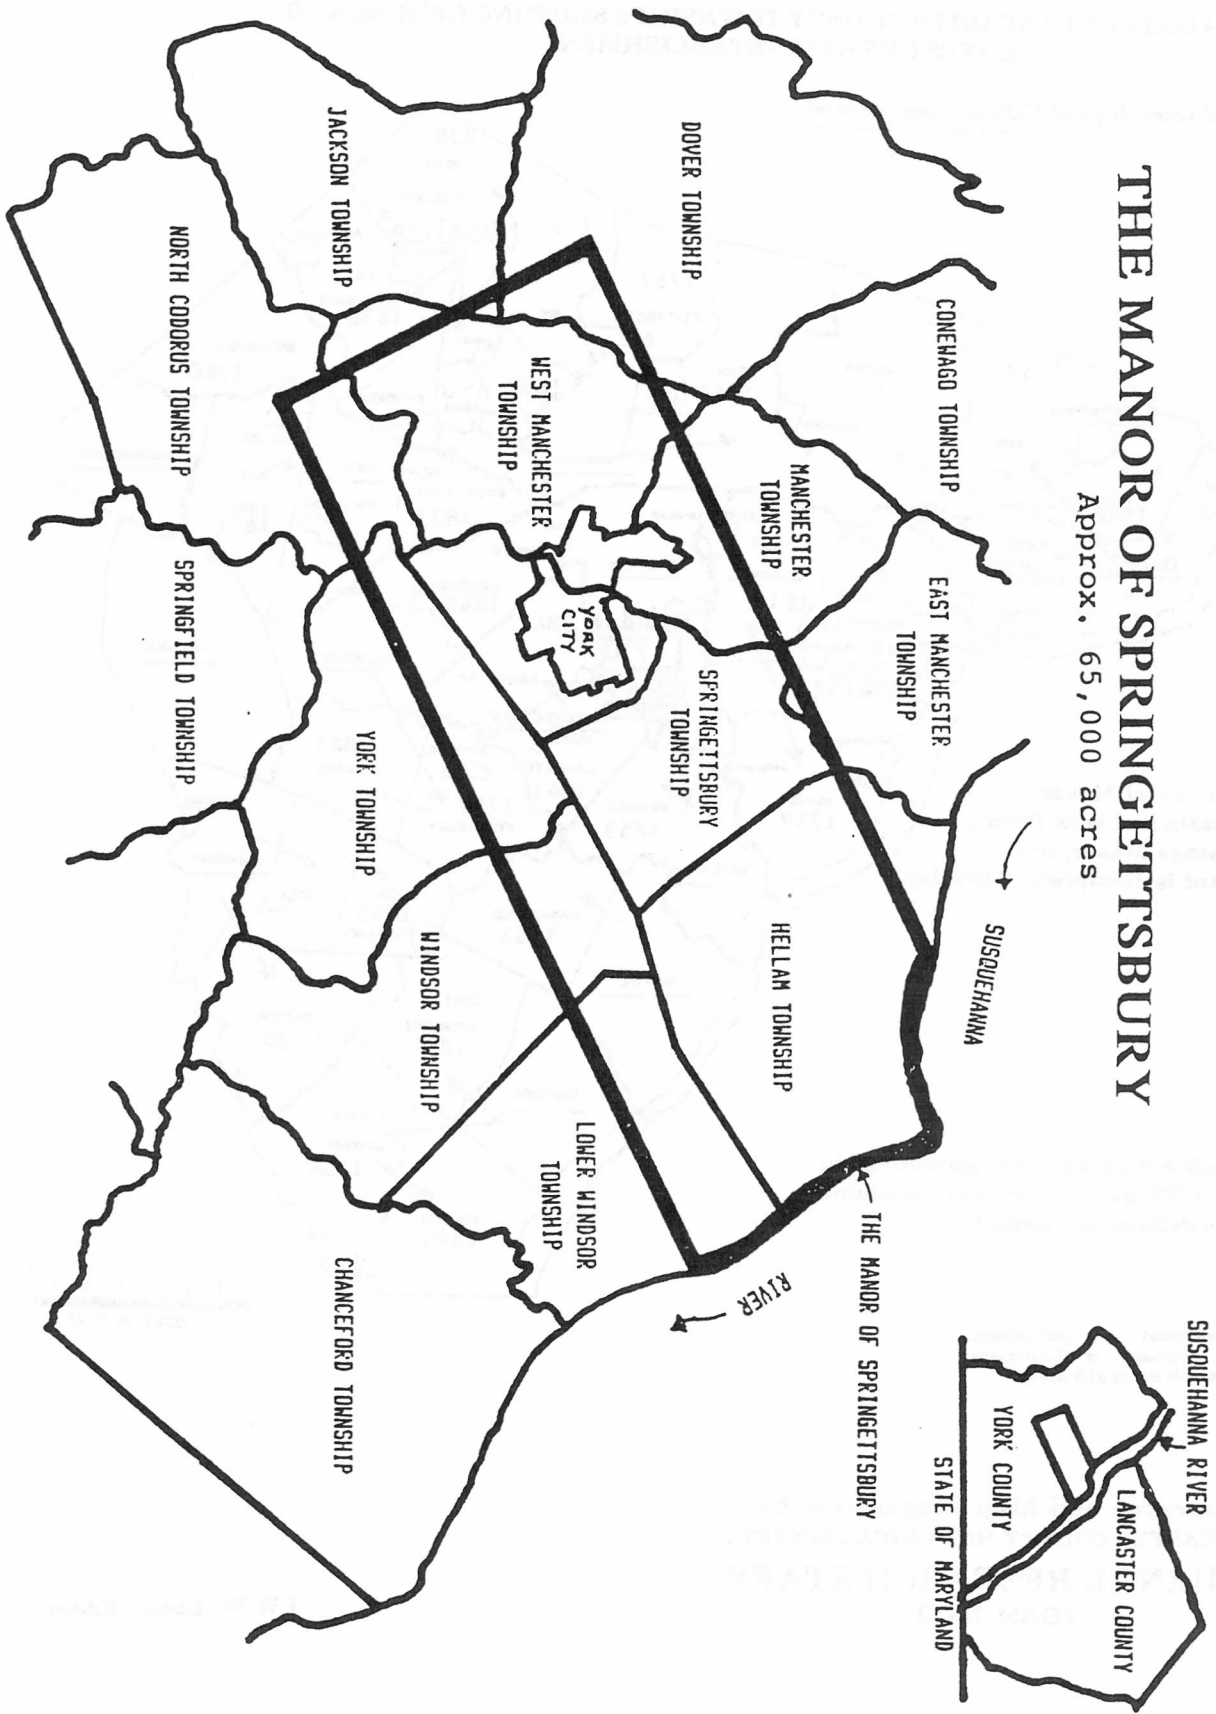 THE MANOR OF SPRINGETTSBURY
Approx. 65,000 acres
SUSQUEHANNA RIVER
LANCASTER COUNTY
YORK COUNTY
STATE OF MARYLAND
CONEWAGO TOWNSHIP
EAST MANCHESTER
TOWNSHIP
SUSQUEHANNA
RIVER
THE MANOR OF SPRINGETTSBURY
DOVER TOWNSHIP
MANCHESTER
TOWNSHIP
SPRINGETTSBURY
TOWNSHIP
HELLAM TOWNSHIP
WEST MANCHESTER
TOWNSHIP
YORK
CITY
LOWER WINDSOR
TOWNSHIP
JACKSON TOWNSHIP
YORK TOWNSHIP
WINDSOR TOWNSHIP
CHANCEFORD TOWNSHIP
NORTH CODORUS TOWNSHIP
SPRINGFIELD TOWNSHIP